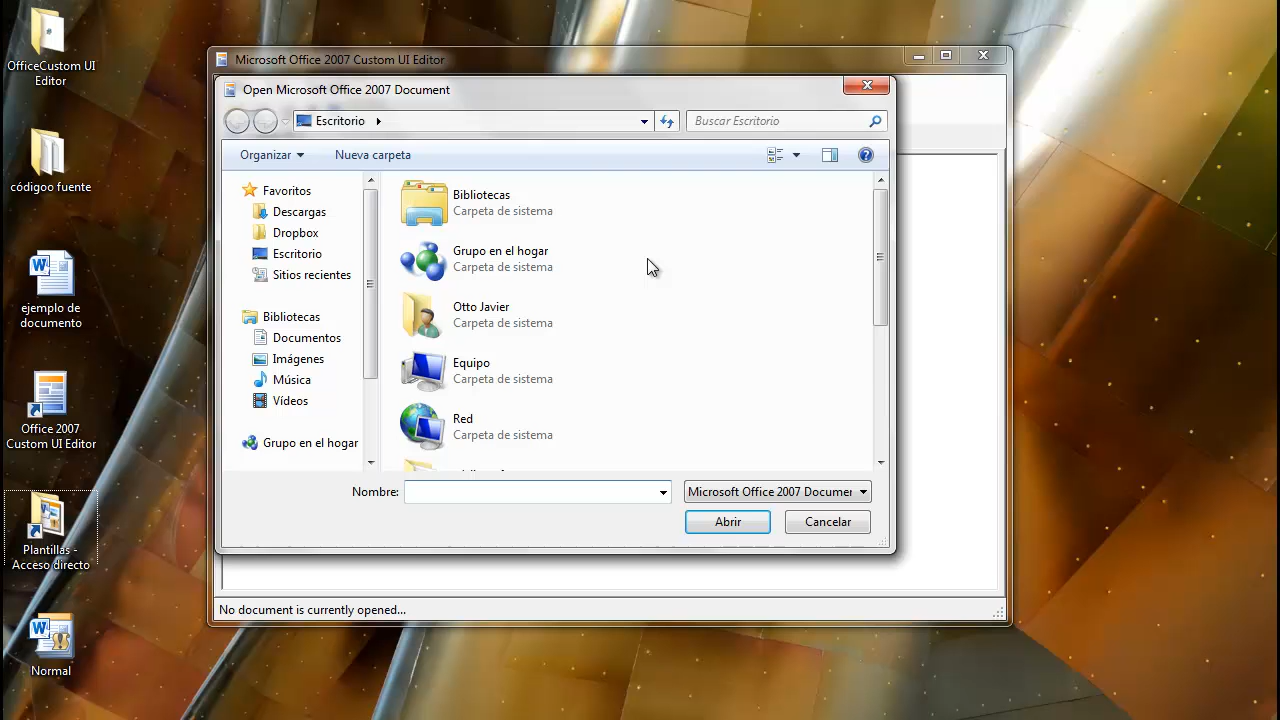 OfficeCustom UI
Editor
códigoo fuente
ejemplo de
documento
Office 2007
Custom UI Editor
Plantillas -
Acceso directo
Normal
Microsoft Office 2007 Custom UI Editor
Open Microsoft Office 2007 Document
Escritorio
Buscar Escritorio
Organizar
Nueva carpeta
Favoritos
Descargas
Dropbox
Escritorio
Sitios recientes
Bibliotecas
Documentos
Imágenes
Música
Vídeos
Grupo en el hogar
Bibliotecas
Carpeta de sistema
Grupo en el hogar
Carpeta de sistema
Otto Javier
Carpeta de sistema
Equipo
Carpeta de sistema
Red
Carpeta de sistema
Nombre:
Microsoft Office 2007 Documer
Abrir
Cancelar
No document is currently opened...